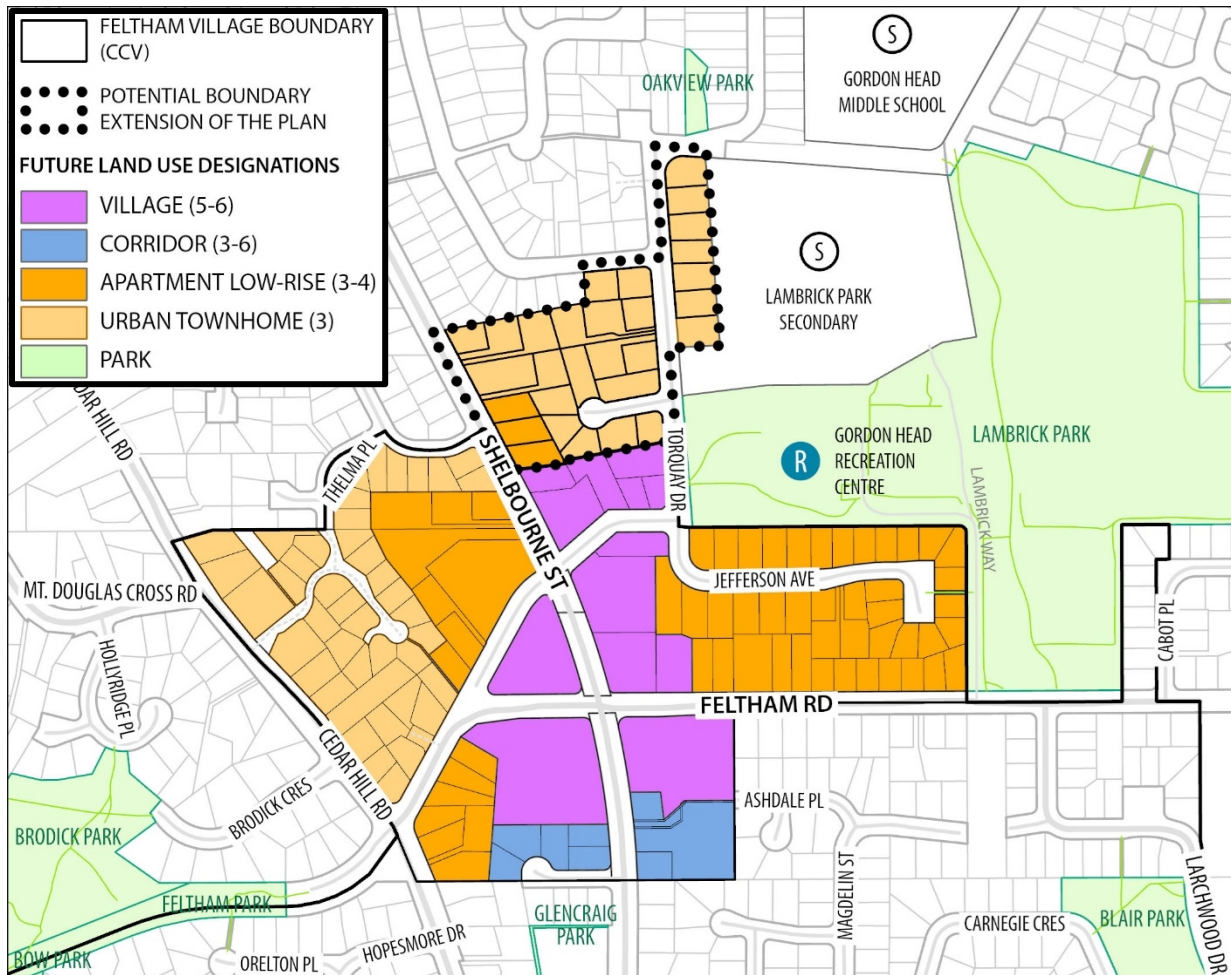 FELTHAM VILLAGE BOUNDARY
(CCV)
POTENTIAL BOUNDARY
EXTENSION OF THE PLAN
FUTURE LAND USE DESIGNATIONS
VILLAGE (5-6)
CORRIDOR (3-6)
APARTMENT LOW-RISE (3-4)
URBAN TOWNHOME (3)
PARK
S
GORDON HEAD
MIDDLE SCHOOL
OAKVIEW PARK
S
LAMBRICK PARK
SECONDARY
CEDAR HILL RD
THELMA PL
SHELBOURNE ST
TORQUAY DR
R
GORDON HEAD
RECREATION
CENTRE
LAMBRICK PARK
LAMBRICK WAY
JEFFERSON AVE
MT. DOUGLAS CROSS RD
HOLLYRIDGE PL
CABOT PL
FELTHAM RD
CEDAR HILL RD
BRODICK CRES
BRODICK PARK
ASHDALE PL
MAGDELIN ST
FELTHAM PARK
BOW PARK
ORELTON PL
HOPESMORE DR
GLENCRAIG
PARK
CARNEGIE CRES
BLAIR PARK
LARCHWOOD DR